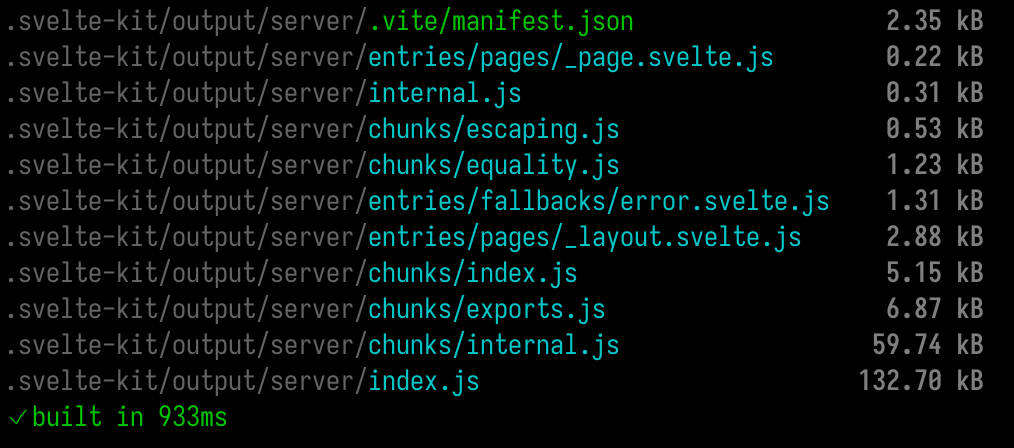 .svelte-kit/output/server/.vite/manifest.json 2.35 kB
.svelte-kit/output/server/entries/pages/_page.svelte.js 0.22 kB
.svelte-kit/output/server/internal.js 0.31 kB
.svelte-kit/output/server/chunks/escaping.js 0.53 kB
.svelte-kit/output/server/chunks/equality.js 1.23 kB
.svelte-kit/output/server/entries/fallbacks/error.svelte.js 1.31 kB
.svelte-kit/output/server/entries/pages/_layout.svelte.js 2.88 kB
.svelte-kit/output/server/chunks/index.js 5.15 kB
.svelte-kit/output/server/chunks/exports.js 6.87 kB
.svelte-kit/output/server/chunks/internal.js 59.74 kB
.svelte-kit/output/server/index.js 132.70 kB
✓ built in 933ms